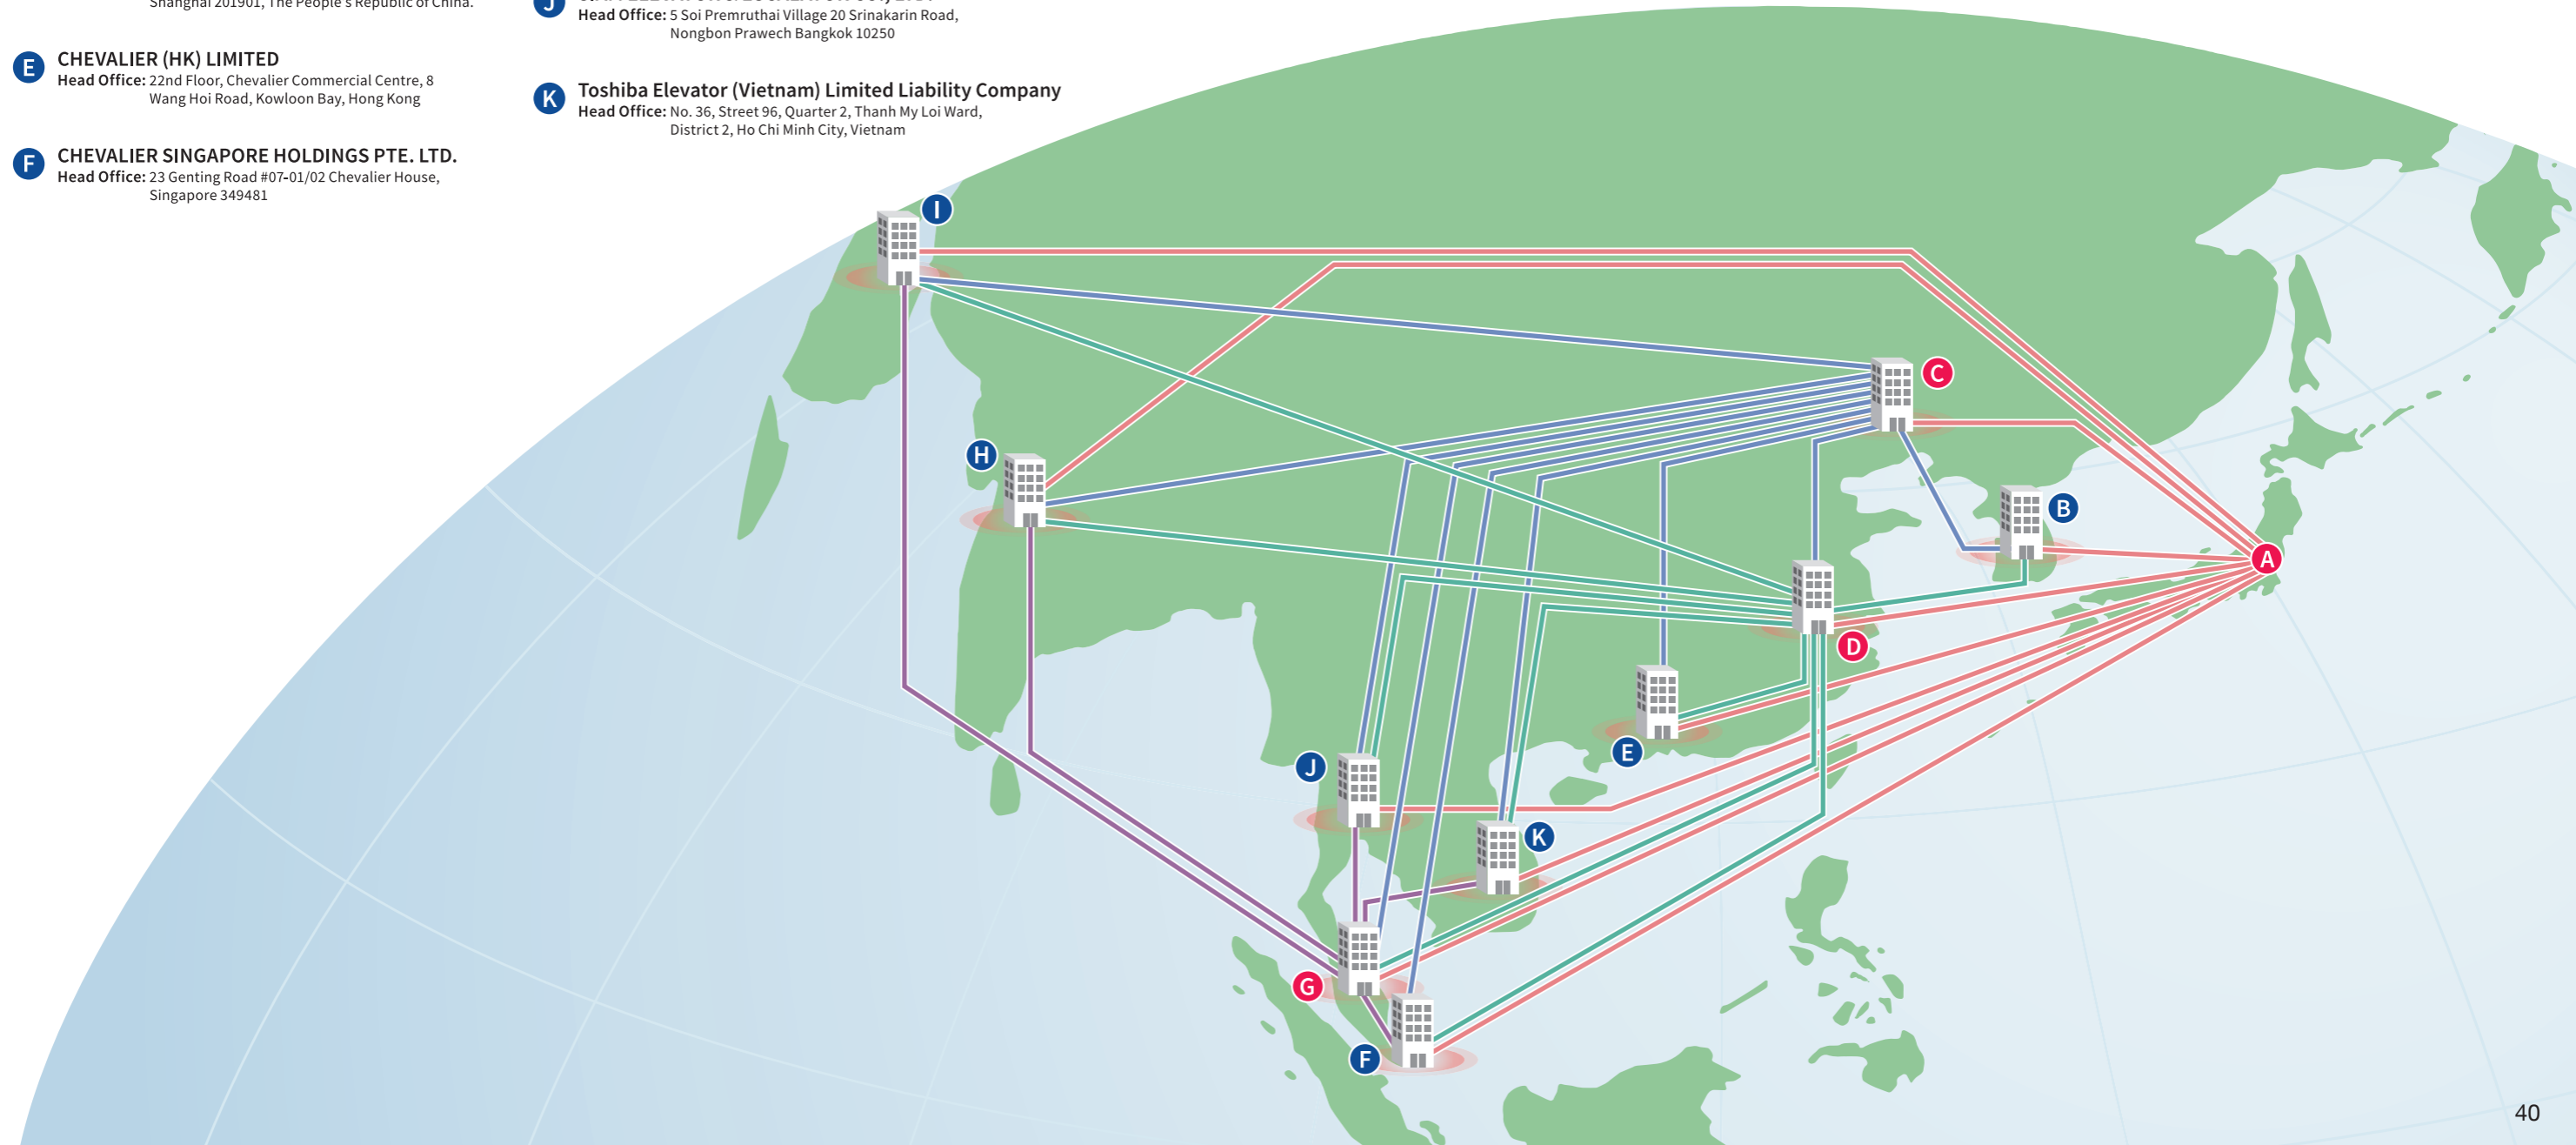 Shanghai 201901, The People's Republic of China.
E CHEVALIER (HK) LIMITED
Head Office: 22nd Floor, Chevalier Commercial Centre, 8
Wang Hoi Road, Kowloon Bay, Hong Kong
F CHEVALIER SINGAPORE HOLDINGS PTE. LTD.
Head Office: 23 Genting Road #07-01/02 Chevalier House,
Singapore 349481
J
Head Office: 5 Soi Premruthai Village 20 Srinakarin Road,
Nongbon Prawech Bangkok 10250
K Toshiba Elevator (Vietnam) Limited Liability Company
Head Office: No. 36, Street 96, Quarter 2, Thanh My Loi Ward,
District 2, Ho Chi Minh City, Vietnam
I
C
H
B
A
D
E
J
K
G
F
40